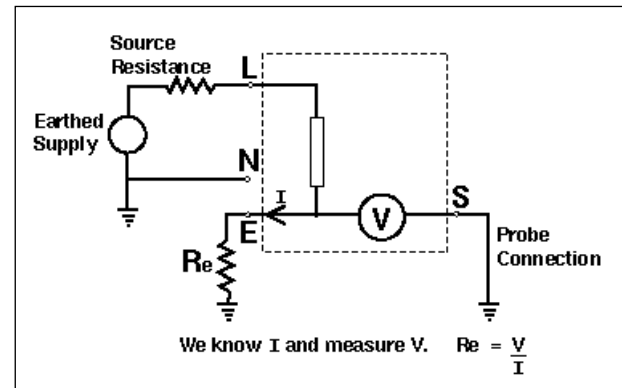 Source
Resistance
L
Earthed
Supply
N
I
S
E
V
Re
Probe
Connection
We know I and measure V. Re = V
I